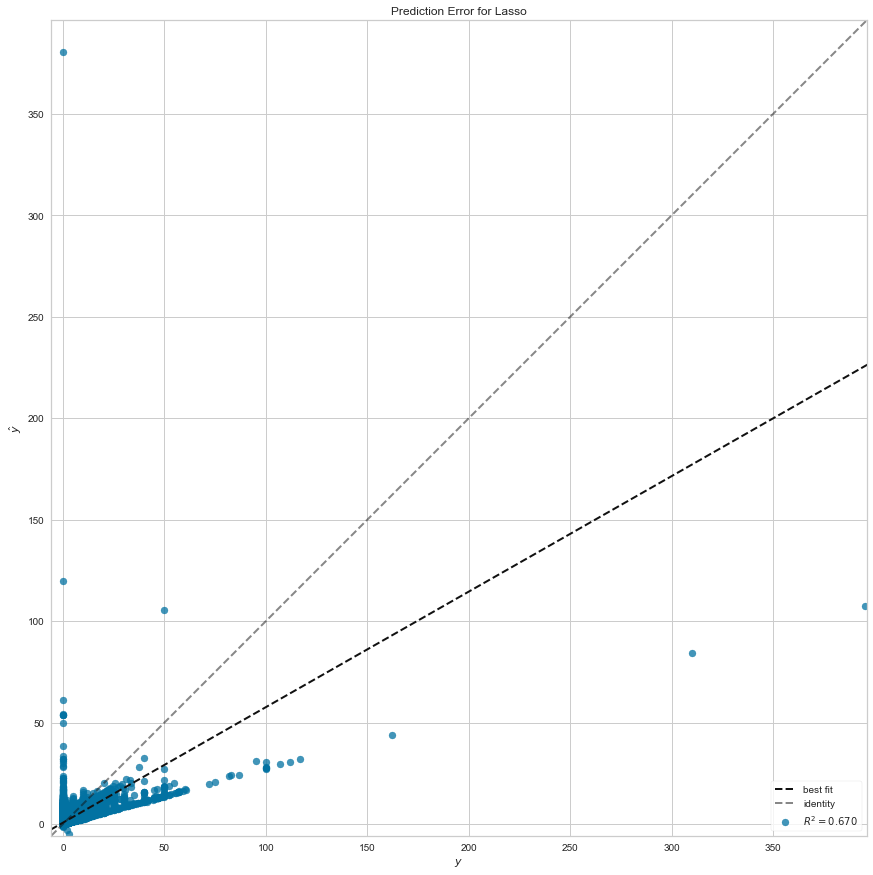 Prediction Error for Lasso
350
300
250
200
150
100
50
0
ŷ
0 50 100 150 200 250 300 350
y
best fit
identity
R² = 0.670